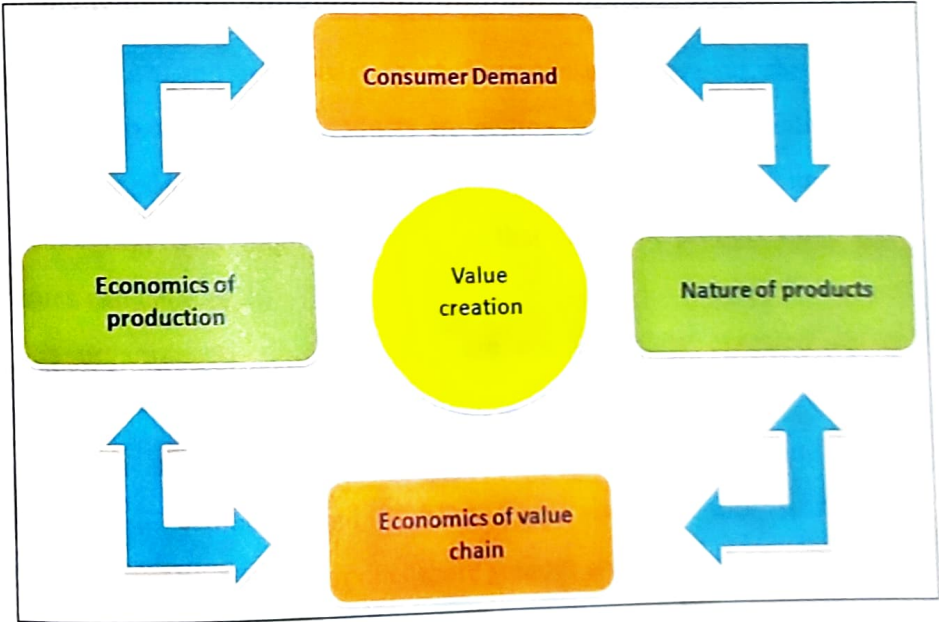 Consumer Demand
Economics of
production
Value
creation
Nature of products
Economics of value
chain